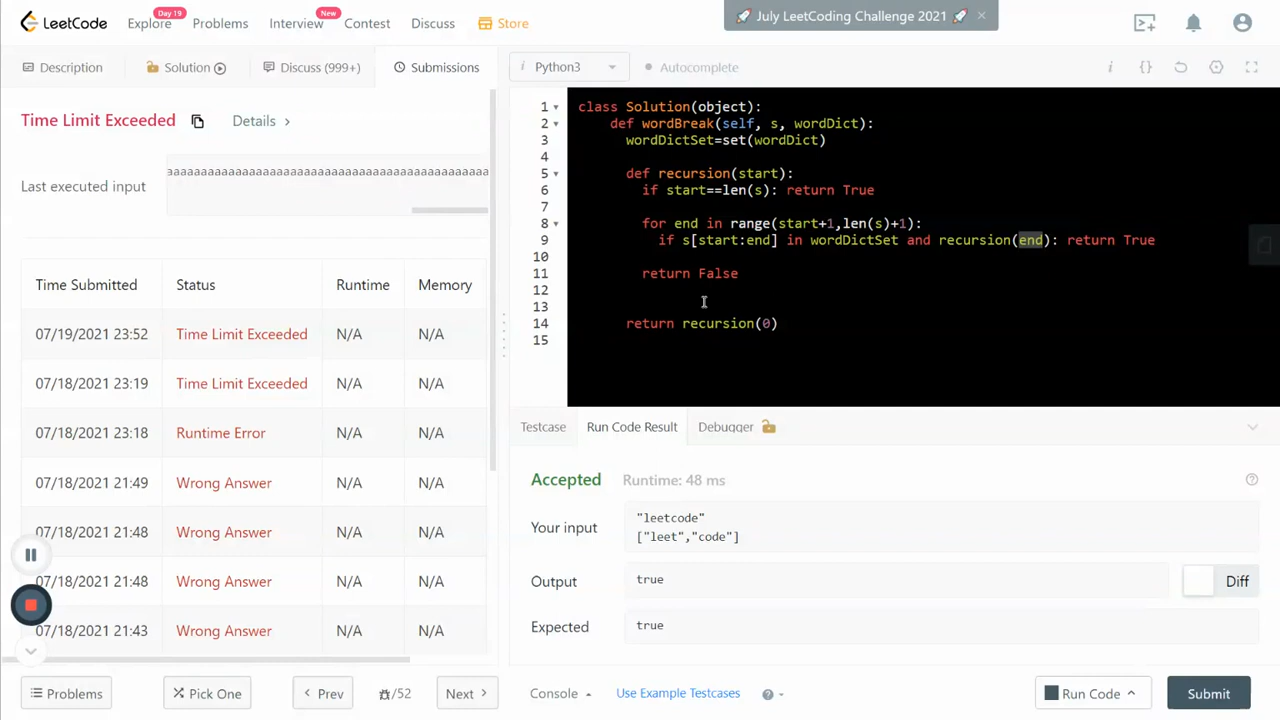 LeetCode
Explore
Day 19
Problems
Interview
New
Contest
Discuss
Store
🚀 July LeetCoding Challenge 2021 🚀 ×
Description
Solution
Discuss (999+)
Submissions
i Python3
Autocomplete
Time Limit Exceeded
Details >
Last executed input
aaaaaaaaaaaaaaaaaaaaaaaaaaaaaaaaaaaaaaaaaaaaaaaa
Time Submitted Status Runtime Memory
07/19/2021 23:52 Time Limit Exceeded N/A N/A
07/18/2021 23:19 Time Limit Exceeded N/A N/A
07/18/2021 23:18 Runtime Error N/A N/A
07/18/2021 21:49 Wrong Answer N/A N/A
07/18/2021 21:48 Wrong Answer N/A N/A
07/18/2021 21:48 Wrong Answer N/A N/A
07/18/2021 21:43 Wrong Answer N/A N/A
1 class Solution(object):
2 def wordBreak(self, s, wordDict):
3 wordDictSet=set(wordDict)
4
5 def recursion(start):
6 if start==len(s): return True
7
8 for end in range(start+1,len(s)+1):
9 if s[start:end] in wordDictSet and recursion(end): return True
10
11 return False
12
13
14 return recursion(0)
15
Testcase
Run Code Result
Debugger
Accepted Runtime: 48 ms
Your input
"leetcode"
["leet","code"]
Output
true
Diff
Expected
true
Problems
Pick One
< Prev
/52
Next >
Console
Use Example Testcases
?
Run Code
Submit